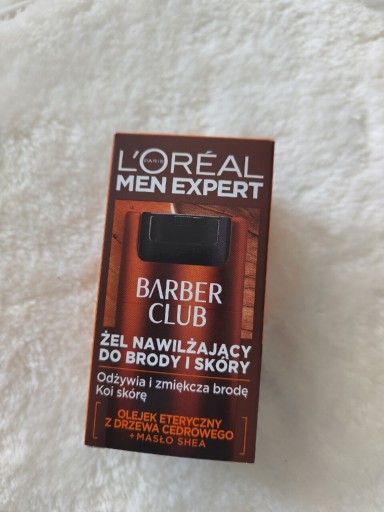 L'ORÉAL
PARIS
MEN EXPERT
BARBER
CLUB
ŻEL NAWILŻAJĄCY
DO BRODY I SKÓRY
Odżywia i zmiękcza brodę
Koi skórę
OLEJEK ETERYCZNY
Z DRZEWA CEDROWEGO
+ MASŁO SHEA